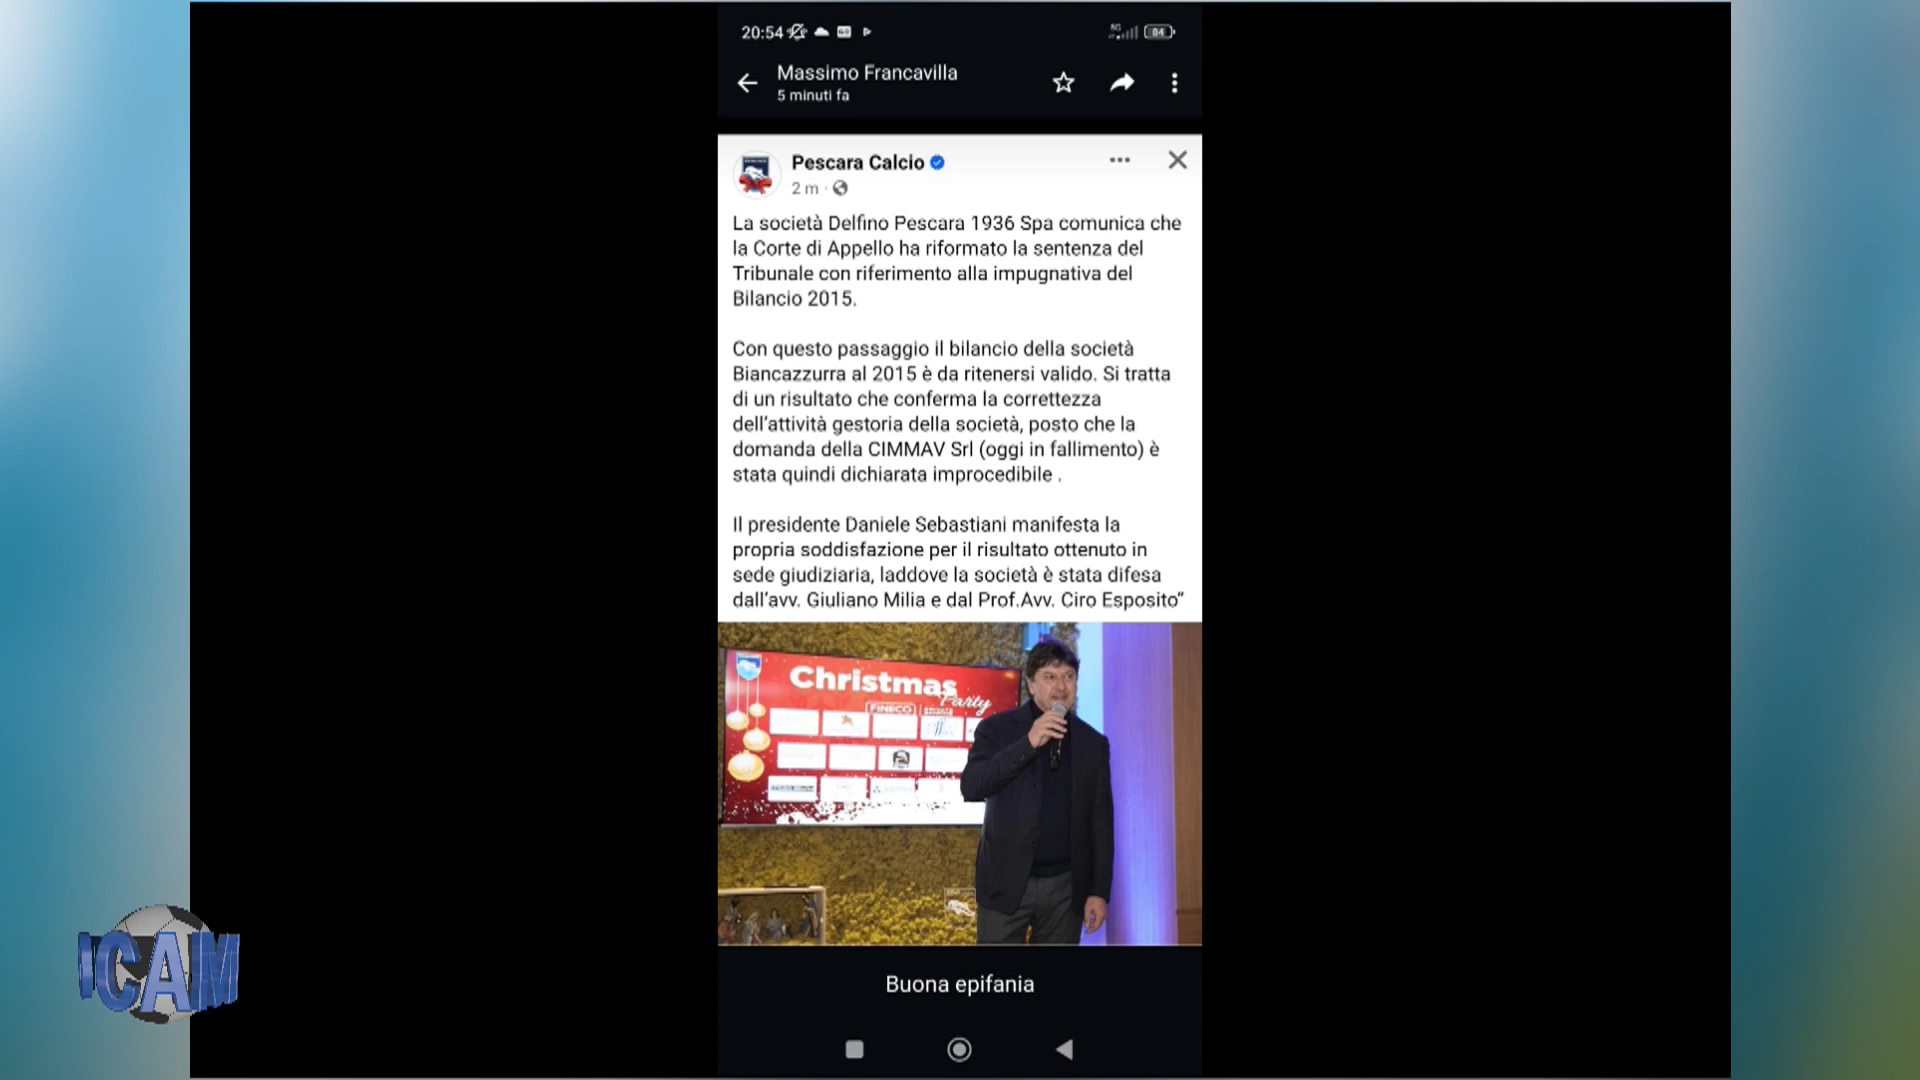 20:54
5G
84
Massimo Francavilla
5 minuti fa
Pescara Calcio
2 m ·
La società Delfino Pescara 1936 Spa comunica che
la Corte di Appello ha riformato la sentenza del
Tribunale con riferimento alla impugnativa del
Bilancio 2015.
Con questo passaggio il bilancio della società
Biancazzurra al 2015 è da ritenersi valido. Si tratta
di un risultato che conferma la correttezza
dell'attività gestoria della società, posto che la
domanda della CIMMAV Srl (oggi in fallimento) è
stata quindi dichiarata improcedibile .
Il presidente Daniele Sebastiani manifesta la
propria soddisfazione per il risultato ottenuto in
sede giudiziaria, laddove la società è stata difesa
dall'avv. Giuliano Milia e dal Prof.Avv. Ciro Esposito“
Christmas
Party
FINECO
Buona epifania
ICAM